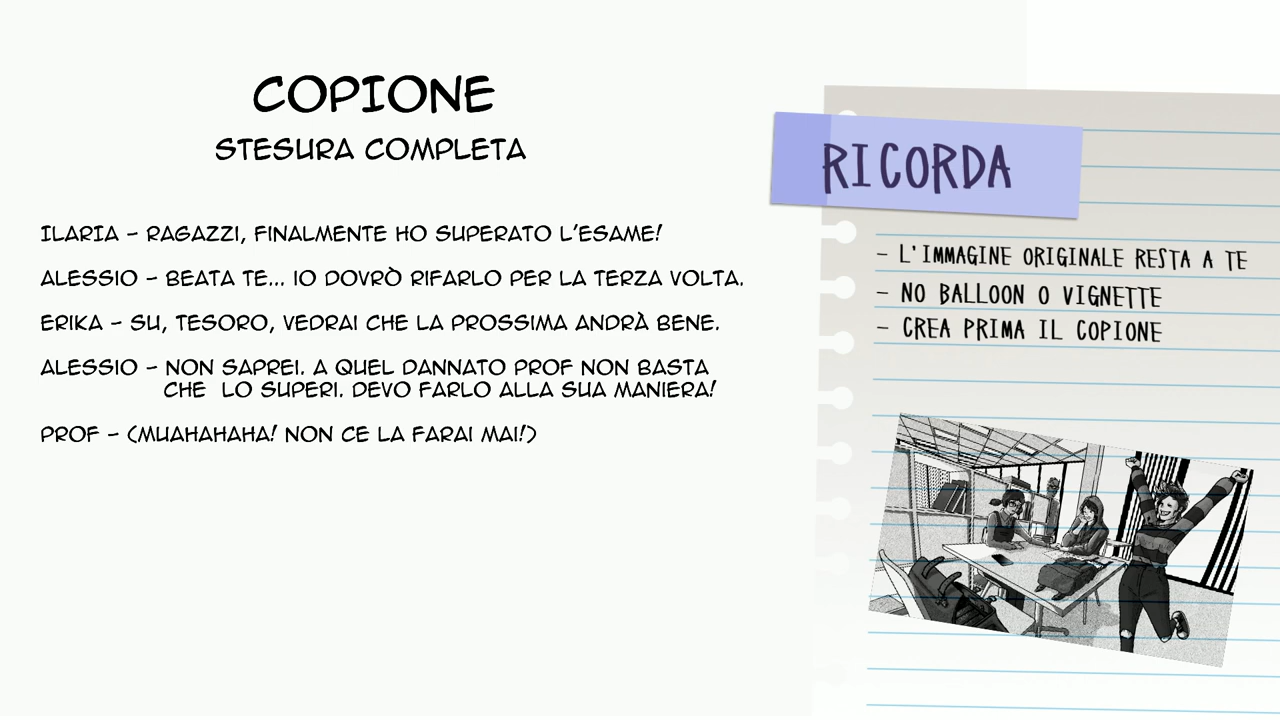 COPIONE
STESURA COMPLETA
ILARIA – RAGAZZI, FINALMENTE HO SUPERATO L'ESAME!
ALESSIO – BEATA TE... IO DOVRÒ RIFARLO PER LA TERZA VOLTA.
ERIKA – SU, TESORO, VEDRAI CHE LA PROSSIMA ANDRÀ BENE.
ALESSIO – NON SAPREI. A QUEL DANNATO PROF NON BASTA
CHE LO SUPERI. DEVO FARLO ALLA SUA MANIERA!
PROF – (MUAHAHAHA! NON CE LA FARAI MAI!)
RICORDA
– L'IMMAGINE ORIGINALE RESTA A TE
– NO BALLOON O VIGNETTE
– CREA PRIMA IL COPIONE